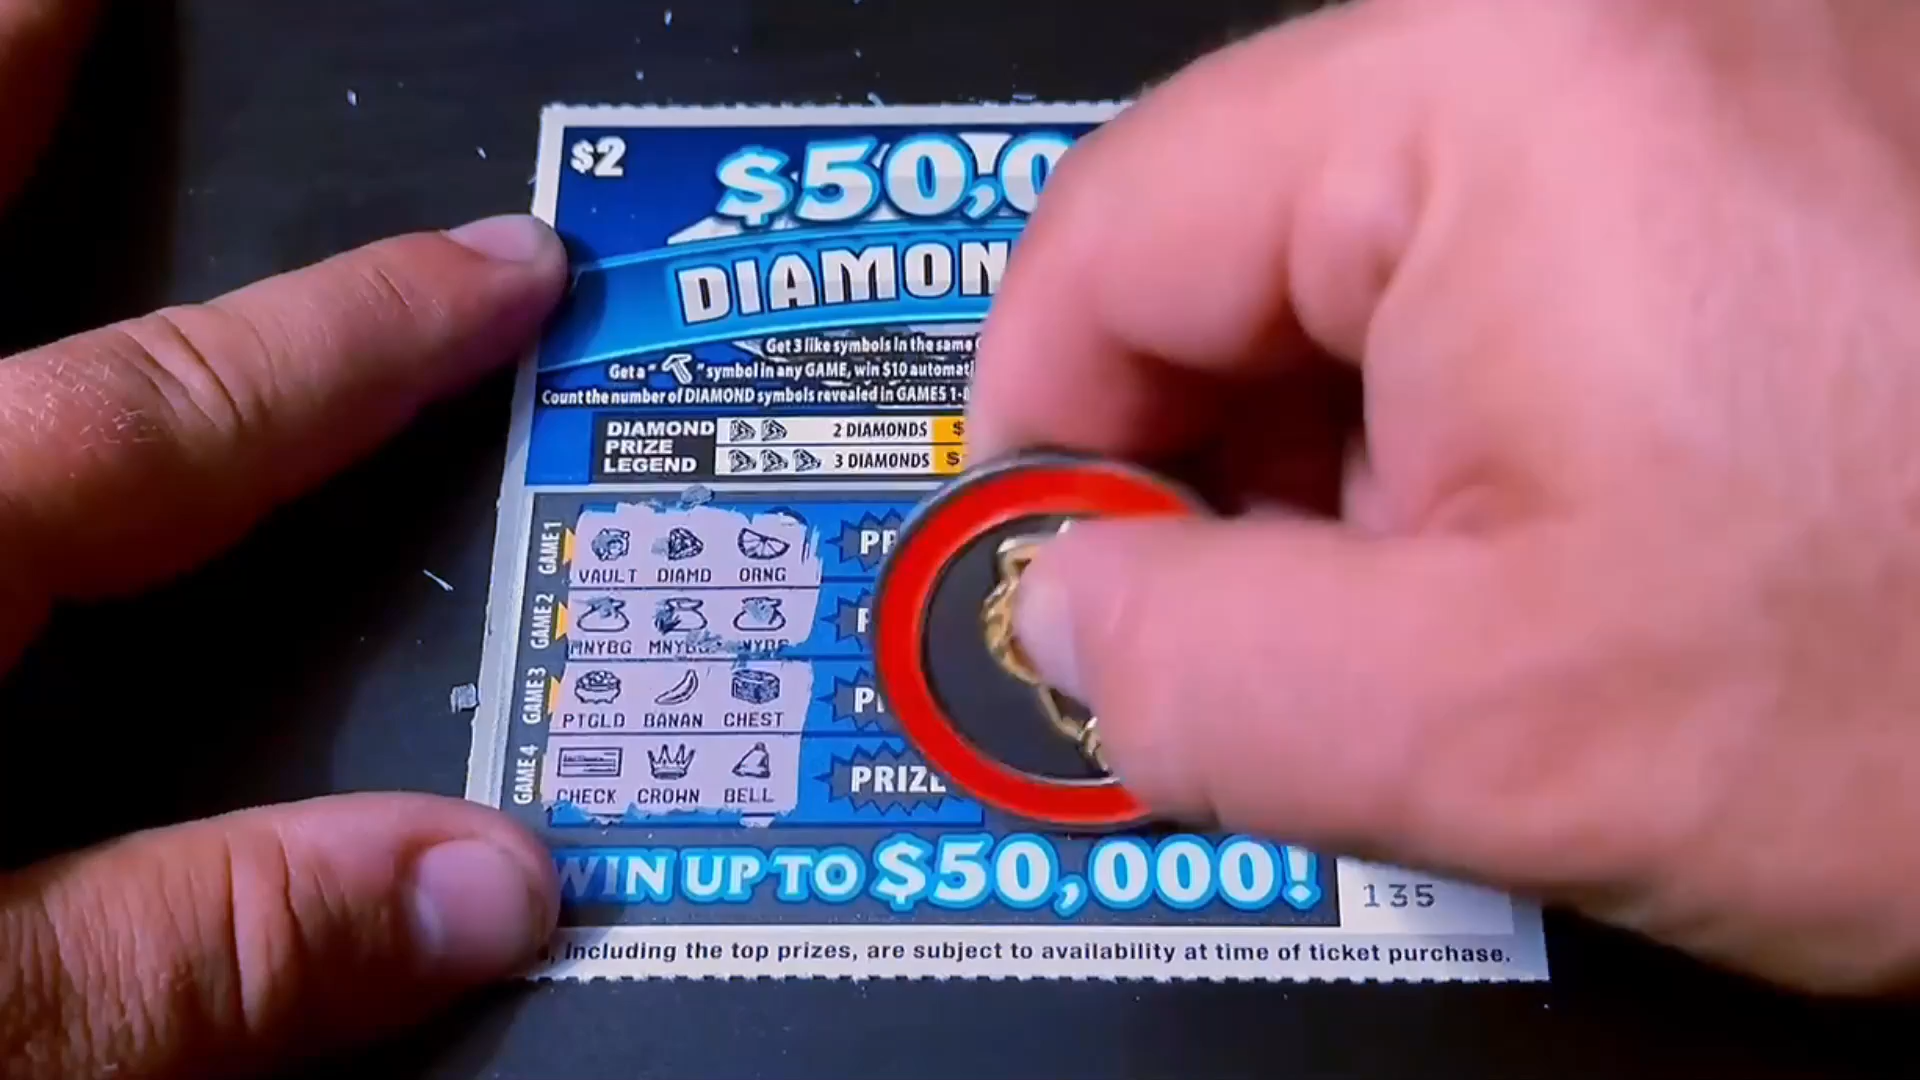 $2
$50,0
DIAMON
Get 3 like symbols in the same
Get a " " symbol in any GAME, win $10 automati
Count the number of DIAMOND symbols revealed in GAMES 1-8
DIAMOND PRIZE LEGEND
2 DIAMONDS $
3 DIAMONDS $
GAME 1
VAULT DIAMD ORNG
PR
GAME 2
MNYBG
GAME 3
PTGLD BANAN CHEST
GAME 4
CHECK CROWN BELL
PRIZE
WIN UP TO $50,000!
135
, including the top prizes, are subject to availability at time of ticket purchase.